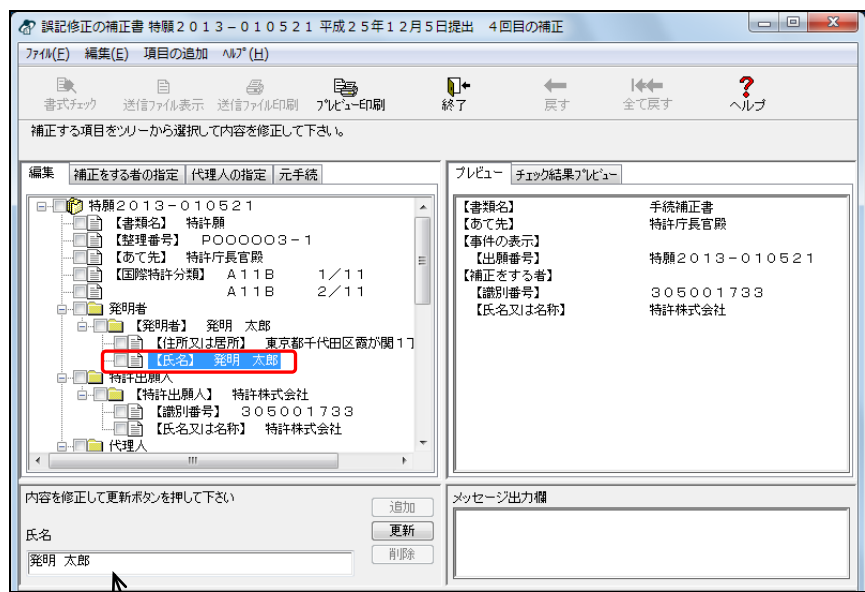 誤記修正の補正書 特願２０１３－０１０５２１ 平成２５年１２月５日提出 ４回目の補正
ﾌｧｲﾙ(F) 編集(E) 項目の追加 ﾍﾙﾌﾟ(H)
書式ﾁｪｯｸ 送信ﾌｧｲﾙ表示 送信ﾌｧｲﾙ印刷 ﾌﾟﾚﾋﾞｭｰ印刷 終了 戻す 全て戻す ヘルプ
補正する項目をツリーから選択して内容を修正して下さい。
編集 補正をする者の指定 代理人の指定 元手続
特願２０１３－０１０５２１
【書類名】 特許願
【整理番号】 Ｐ０００００３－１
【あて先】 特許庁長官殿
【国際特許分類】 Ａ１１Ｂ １／１１
Ａ１１Ｂ ２／１１
発明者
【発明者】 発明 太郎
【住所又は居所】 東京都千代田区霞が関１丁
【氏名】 発明 太郎
特許出願人
【特許出願人】 特許株式会社
【識別番号】 ３０５００１７３３
【氏名又は名称】 特許株式会社
代理人
プレビュー ﾁｪｯｸ結果ﾌﾟﾚﾋﾞｭｰ
【書類名】 手続補正書
【あて先】 特許庁長官殿
【事件の表示】
【出願番号】 特願２０１３－０１０５２１
【補正をする者】
【識別番号】 ３０５００１７３３
【氏名又は名称】 特許株式会社
内容を修正して更新ボタンを押して下さい
追加
氏名
更新
削除
発明 太郎
メッセージ出力欄